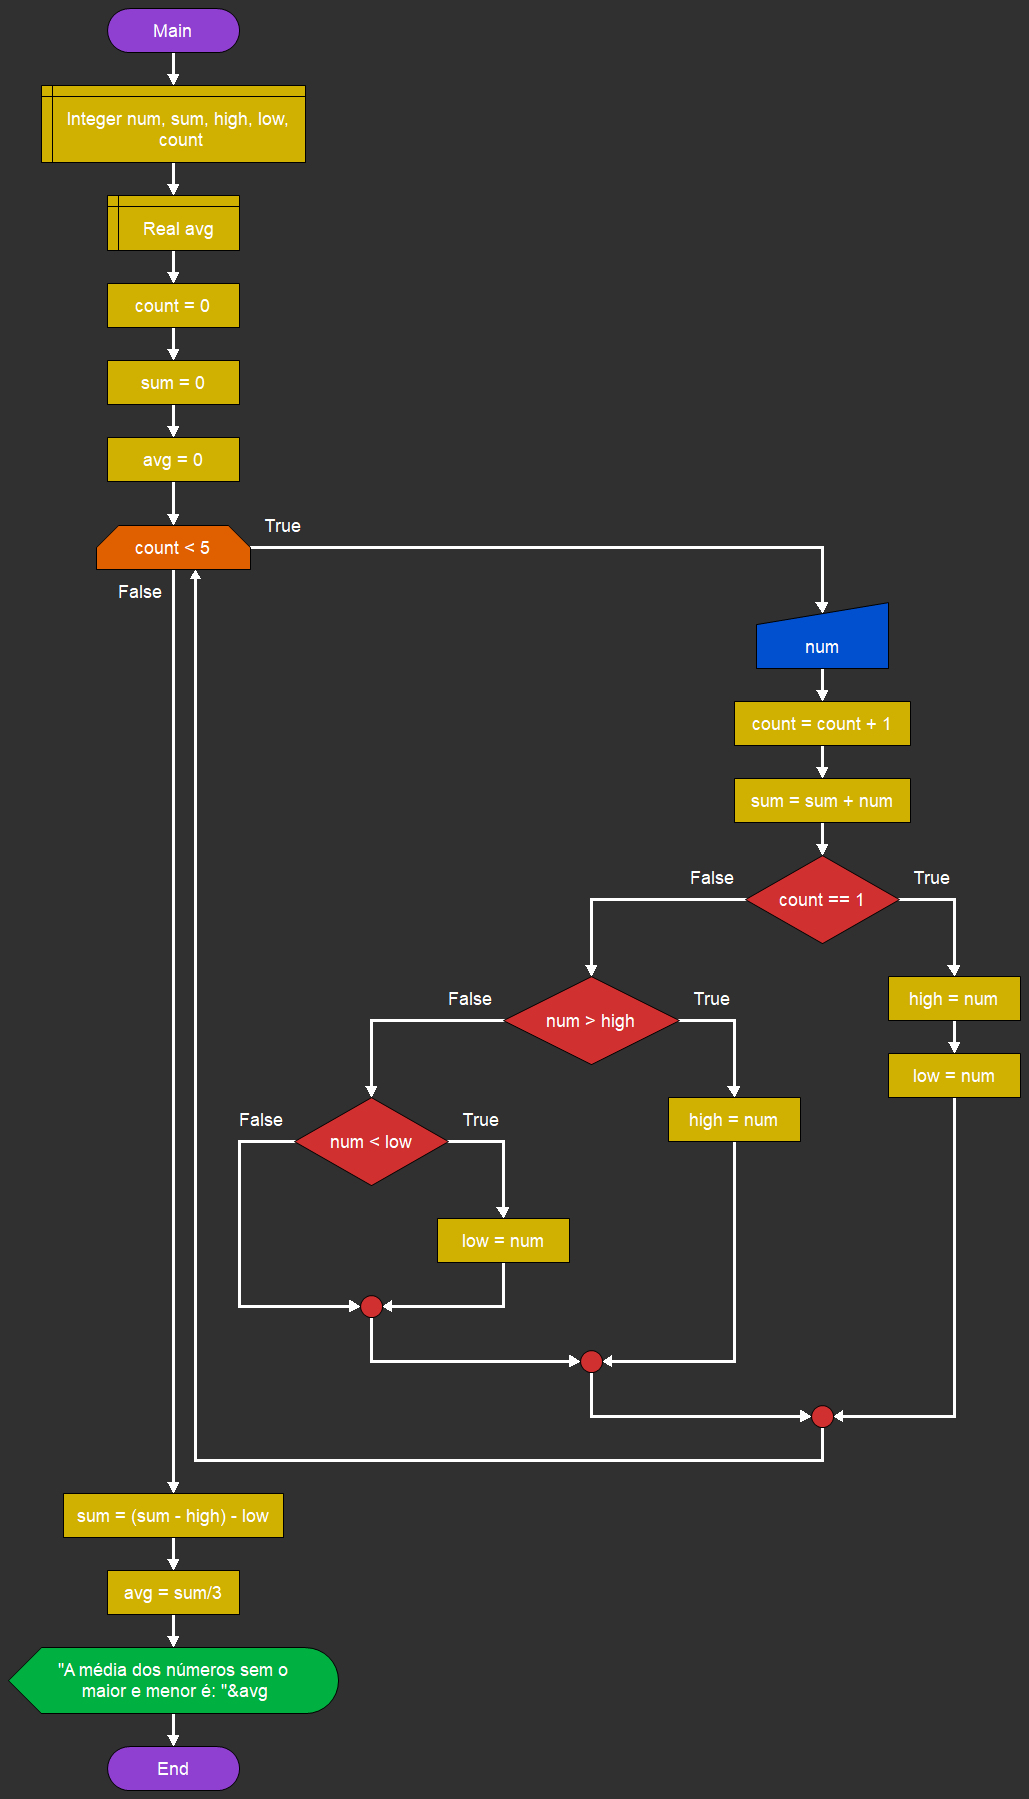 Main
Integer num, sum, high, low,
count
Real avg
count = 0
sum = 0
avg = 0
count < 5
True
False
num
count = count + 1
sum = sum + num
count == 1
False
True
high = num
low = num
num > high
False
True
high = num
num < low
False
True
low = num
sum = (sum - high) - low
avg = sum/3
"A média dos números sem o
maior e menor é: "&avg
End